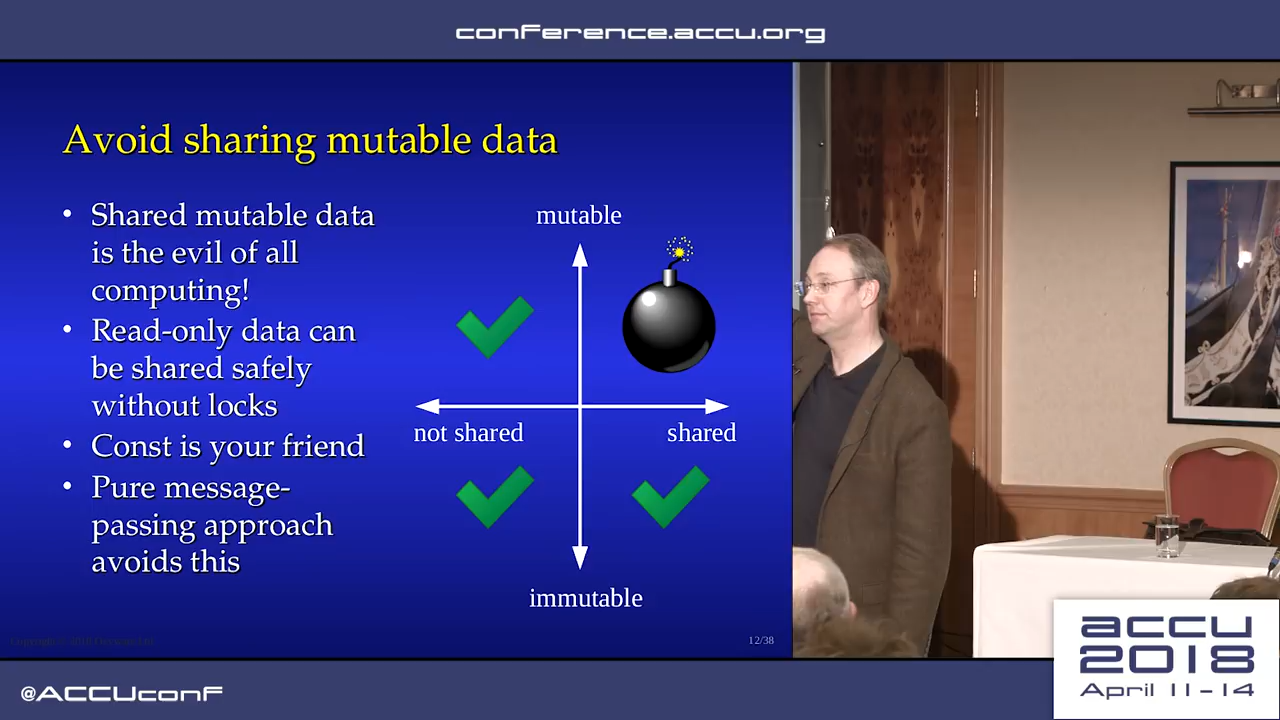 conference.accu.org
Avoid sharing mutable data
• Shared mutable data
is the evil of all
computing!
• Read-only data can
be shared safely
without locks
• Const is your friend
• Pure message-
passing approach
avoids this
mutable
not shared
shared
immutable
12/38
accu
2018
April 11-14
@ACCUconf